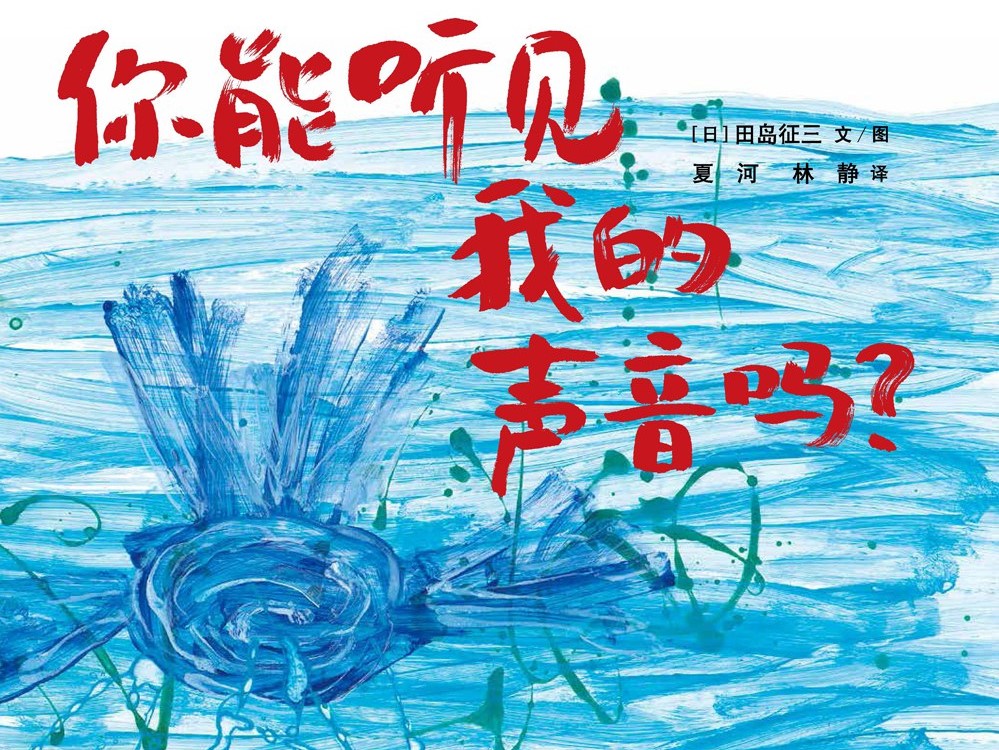 你能听见
[日]田岛征三 文/图
夏 河 林 静 译
我的
声音吗?